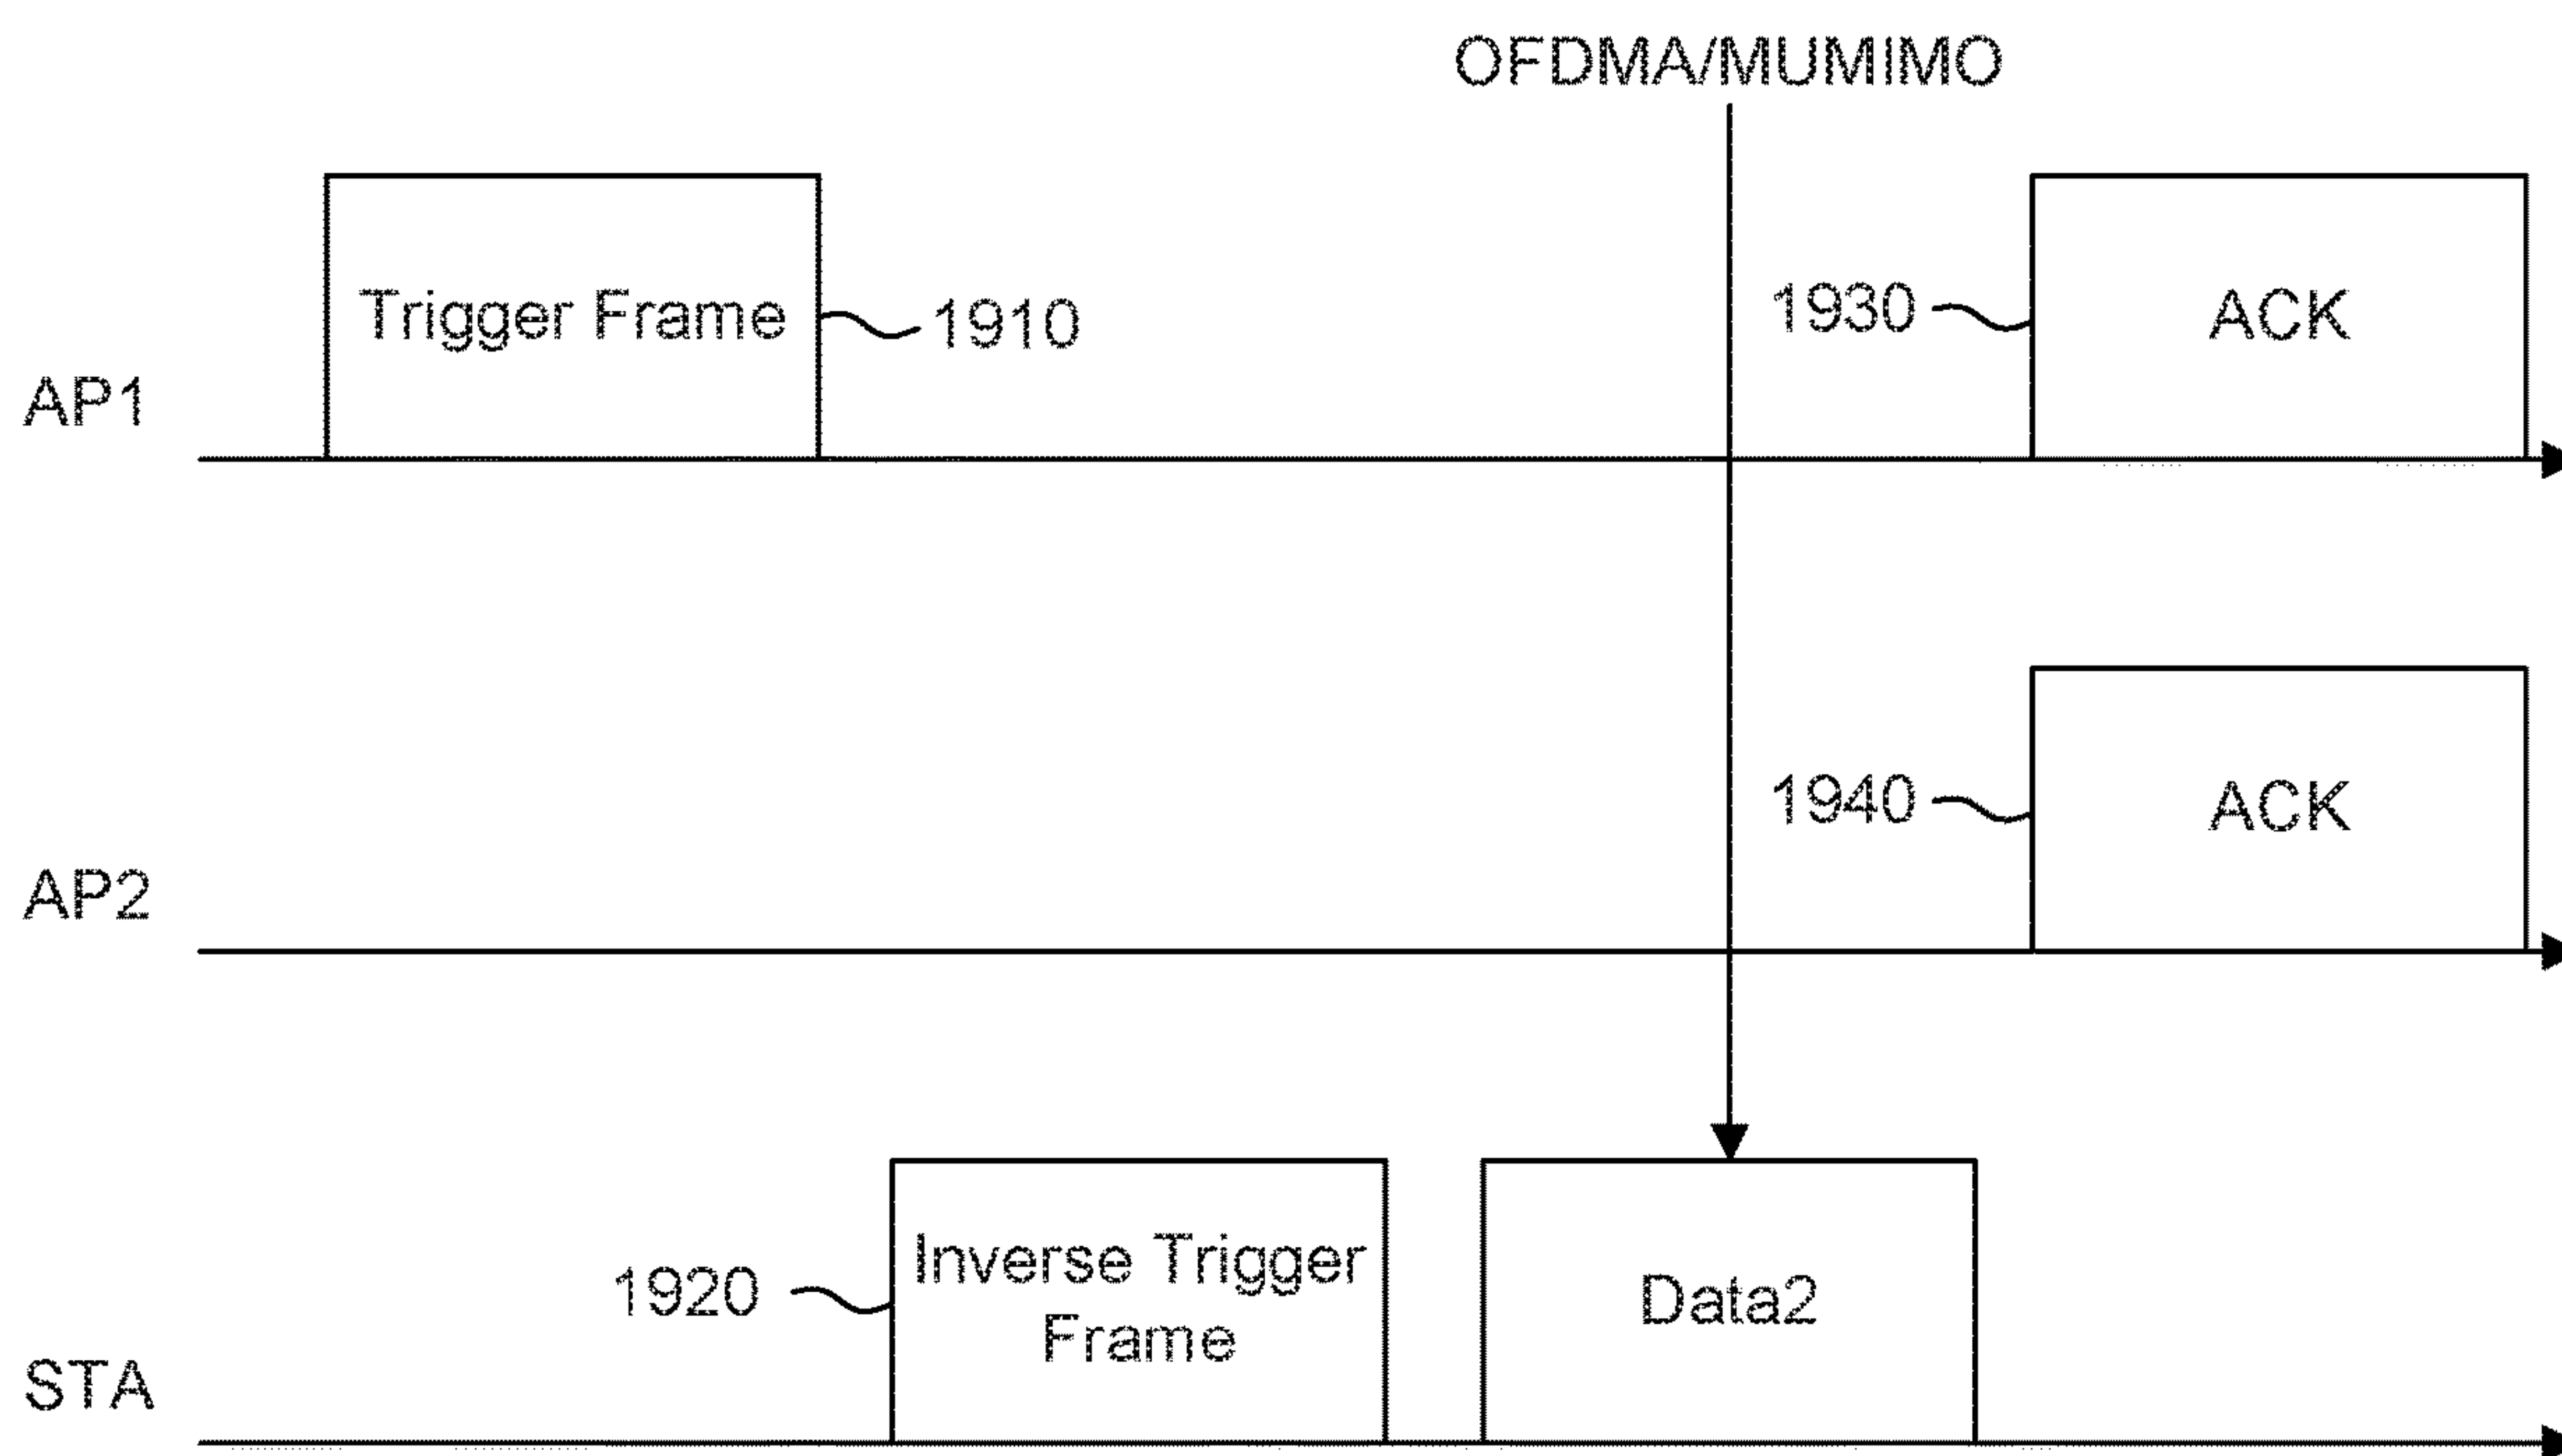 OFDMA/MUMIMO
Trigger Frame
1910
1930
ACK
AP1
1940
ACK
AP2
1920
Inverse Trigger
Frame
Data2
STA